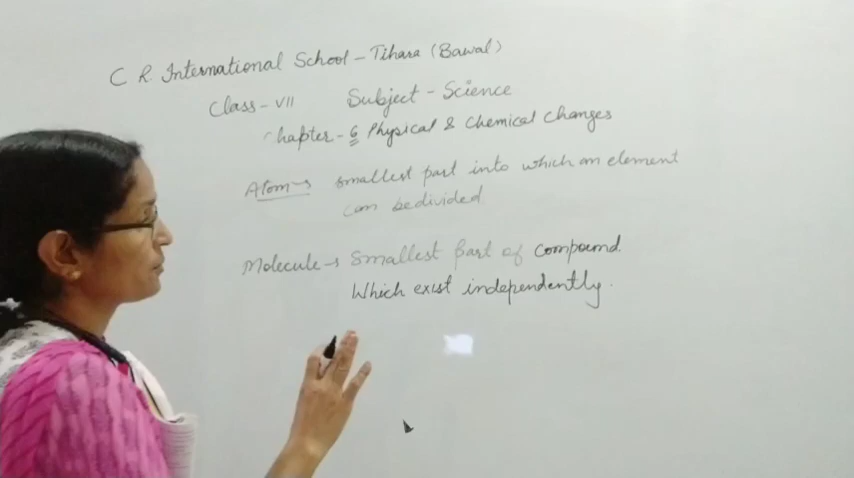 C R. International School - Tihara (Bawal)
Class - VII Subject - Science
Chapter - 6 Physical & Chemical Changes
Atom → smallest part into which an element
can be divided
Molecule → Smallest part of compound
Which exist independently.